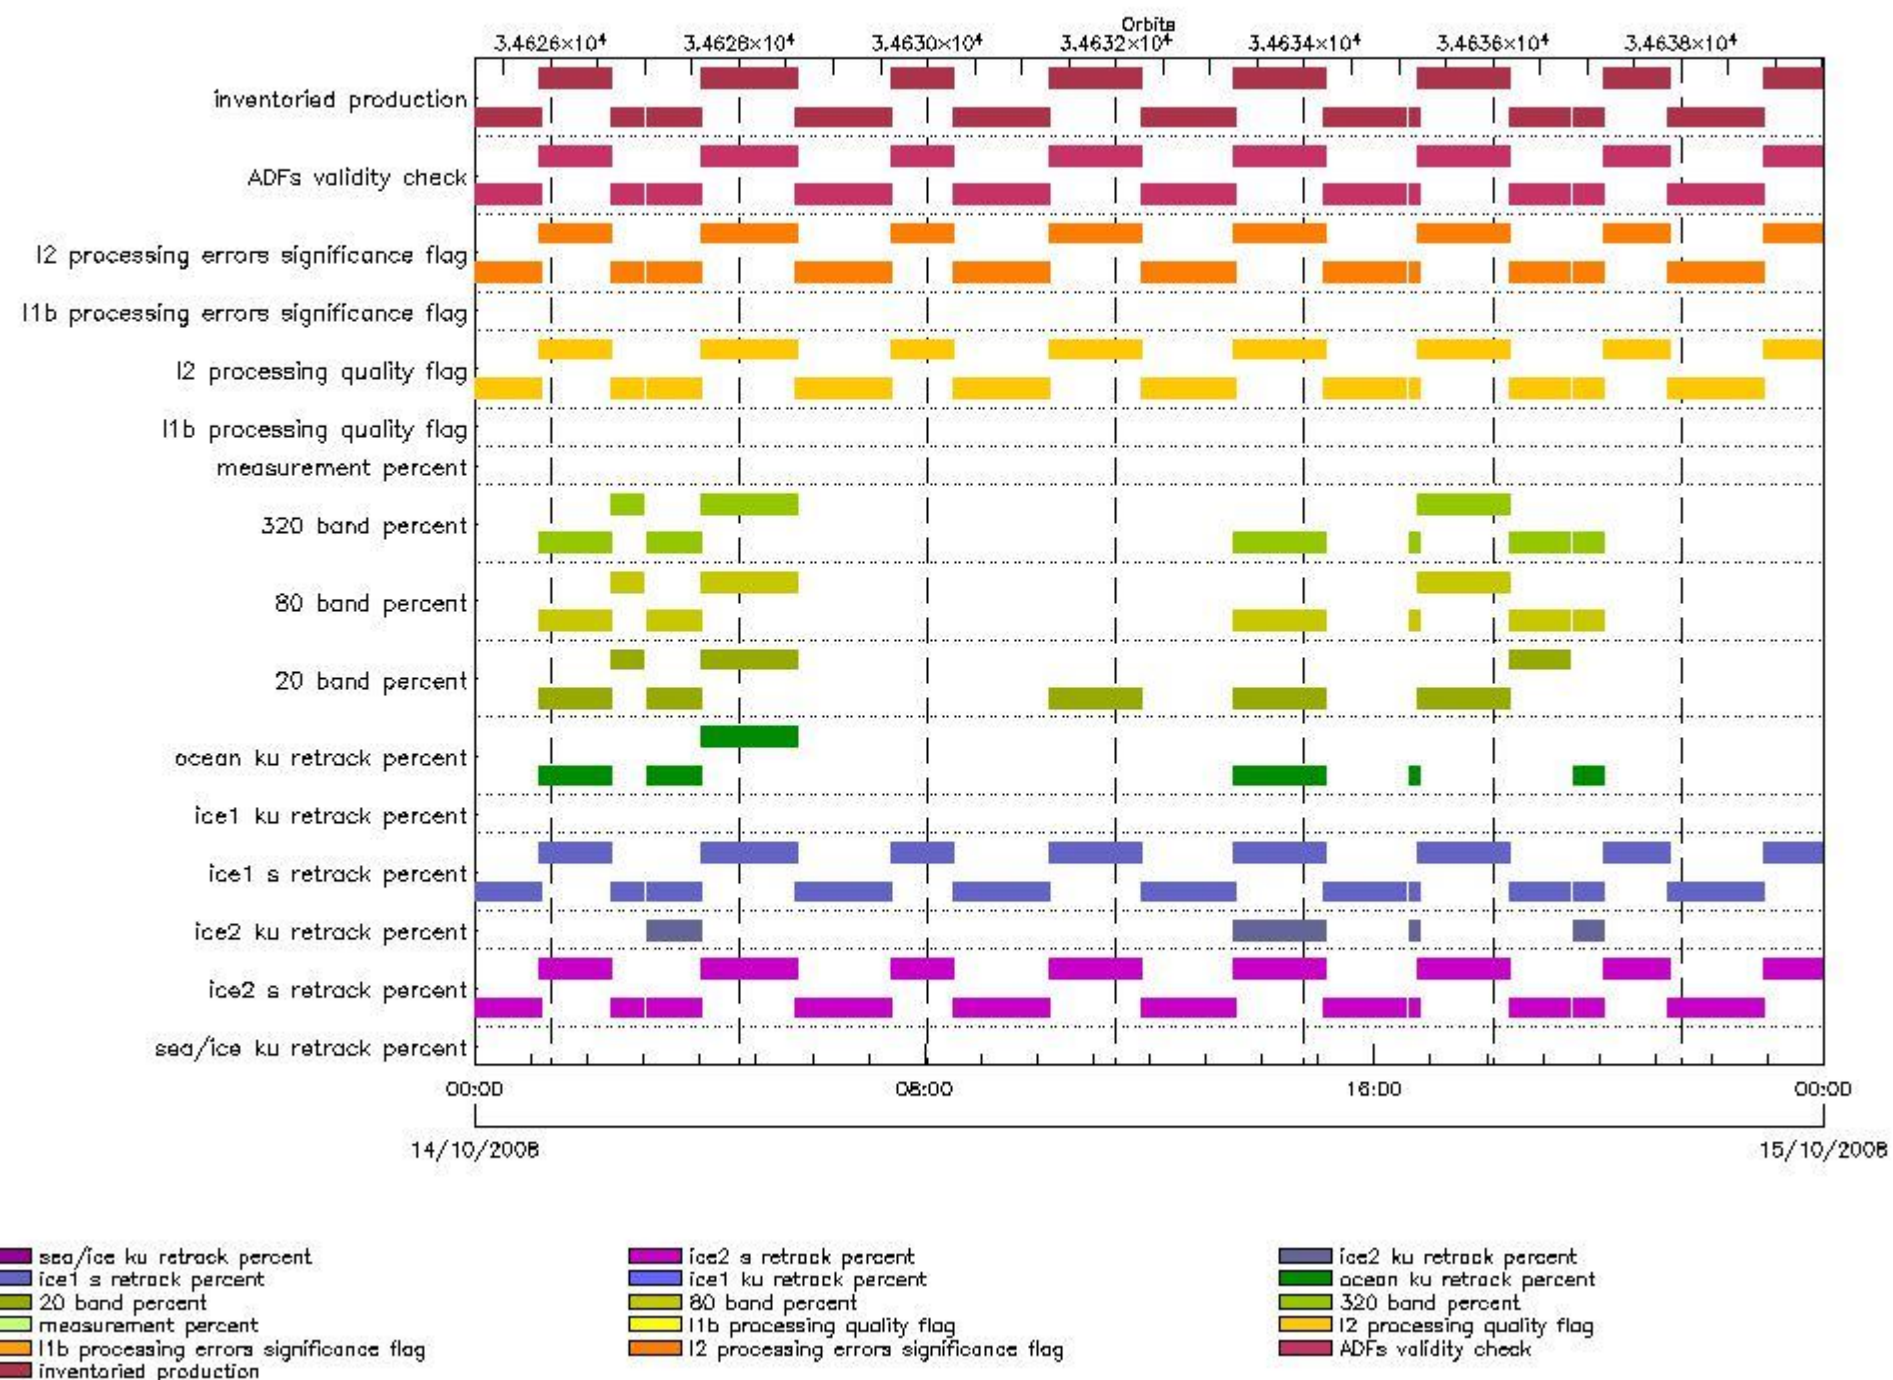 Orbits
3.4626×10⁴ 3.4628×10⁴ 3.4630×10⁴ 3.4632×10⁴ 3.4634×10⁴ 3.4636×10⁴ 3.4638×10⁴
inventoried production
ADFs validity check
l2 processing errors significance flag
l1b processing errors significance flag
l2 processing quality flag
l1b processing quality flag
measurement percent
320 band percent
80 band percent
20 band percent
ocean ku retrack percent
ice1 ku retrack percent
ice1 s retrack percent
ice2 ku retrack percent
ice2 s retrack percent
sea/ice ku retrack percent
00:00 08:00 16:00 00:00
14/10/2008 15/10/2008
sea/ice ku retrack percent ice2 s retrack percent ice2 ku retrack percent
ice1 s retrack percent ice1 ku retrack percent ocean ku retrack percent
20 band percent 80 band percent 320 band percent
measurement percent l1b processing quality flag l2 processing quality flag
l1b processing errors significance flag l2 processing errors significance flag ADFs validity check
inventoried production